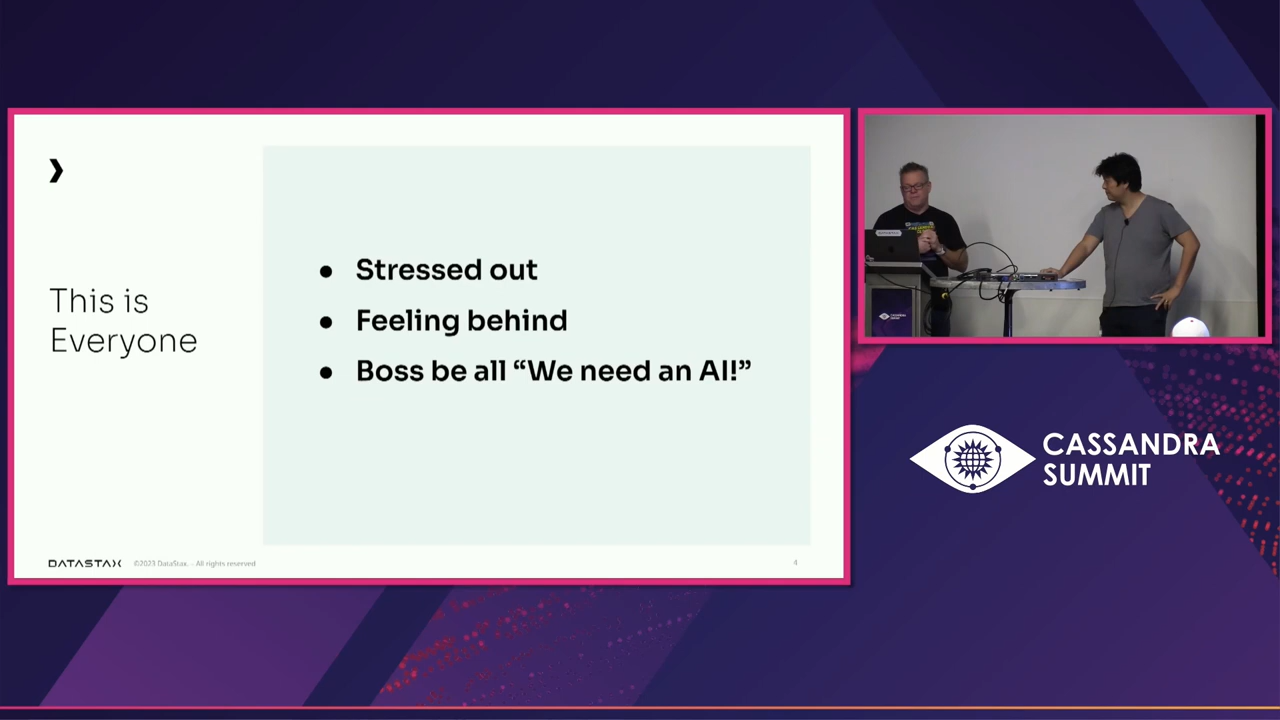 This is
Everyone
● Stressed out
● Feeling behind
● Boss be all “We need an AI!”
DATASTAX ©2023 DataStax. - All rights reserved
4
CASSANDRA
SUMMIT